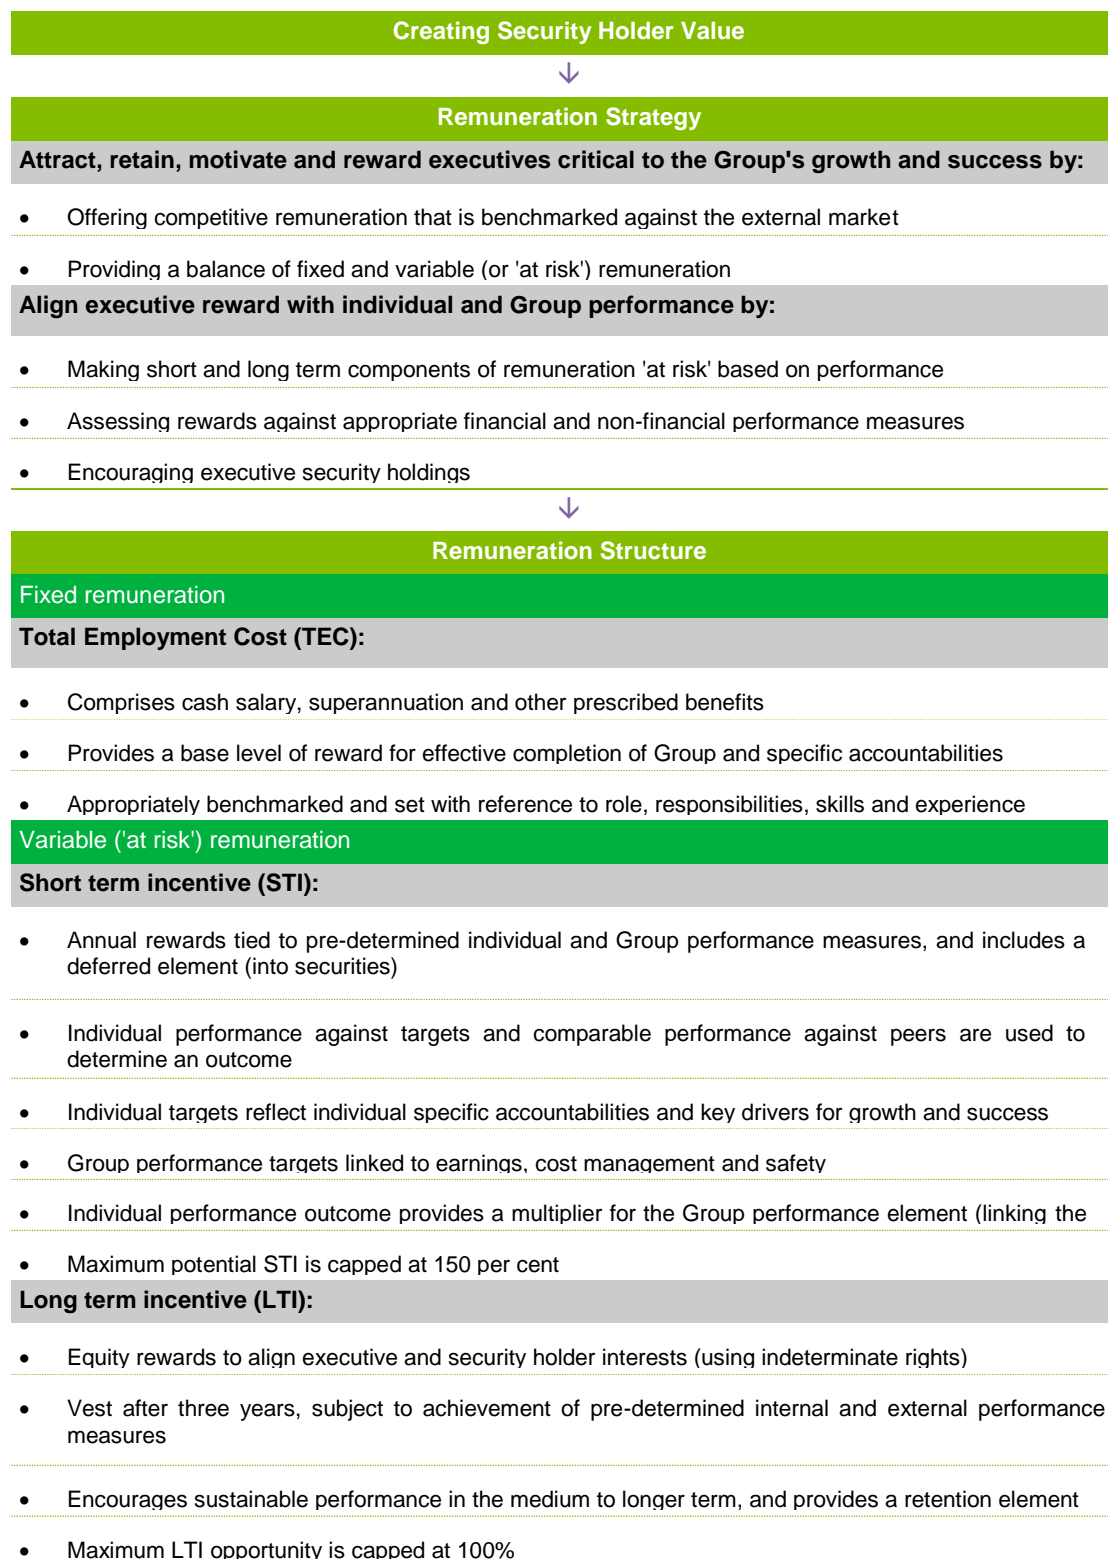 Creating Security Holder Value
↓
Remuneration Strategy
Attract, retain, motivate and reward executives critical to the Group's growth and success by:
• Offering competitive remuneration that is benchmarked against the external market
• Providing a balance of fixed and variable (or 'at risk') remuneration
Align executive reward with individual and Group performance by:
• Making short and long term components of remuneration 'at risk' based on performance
• Assessing rewards against appropriate financial and non-financial performance measures
• Encouraging executive security holdings
↓
Remuneration Structure
Fixed remuneration
Total Employment Cost (TEC):
• Comprises cash salary, superannuation and other prescribed benefits
• Provides a base level of reward for effective completion of Group and specific accountabilities
• Appropriately benchmarked and set with reference to role, responsibilities, skills and experience
Variable ('at risk') remuneration
Short term incentive (STI):
• Annual rewards tied to pre-determined individual and Group performance measures, and includes a
deferred element (into securities)
• Individual performance against targets and comparable performance against peers are used to
determine an outcome
• Individual targets reflect individual specific accountabilities and key drivers for growth and success
• Group performance targets linked to earnings, cost management and safety
• Individual performance outcome provides a multiplier for the Group performance element (linking the
• Maximum potential STI is capped at 150 per cent
Long term incentive (LTI):
• Equity rewards to align executive and security holder interests (using indeterminate rights)
• Vest after three years, subject to achievement of pre-determined internal and external performance
measures
• Encourages sustainable performance in the medium to longer term, and provides a retention element
• Maximum LTI opportunity is capped at 100%